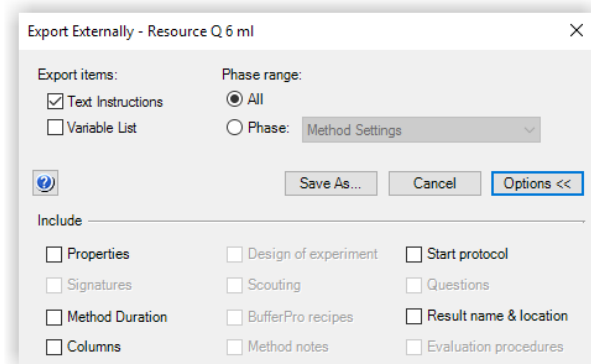 Export Externally - Resource Q 6 ml
Export items:
Phase range:
Text Instructions
All
Variable List
Phase:
Method Settings
Save As...
Cancel
Options <<
Include
Properties
Design of experiment
Start protocol
Signatures
Scouting
Questions
Method Duration
BufferPro recipes
Result name & location
Columns
Method notes
Evaluation procedures